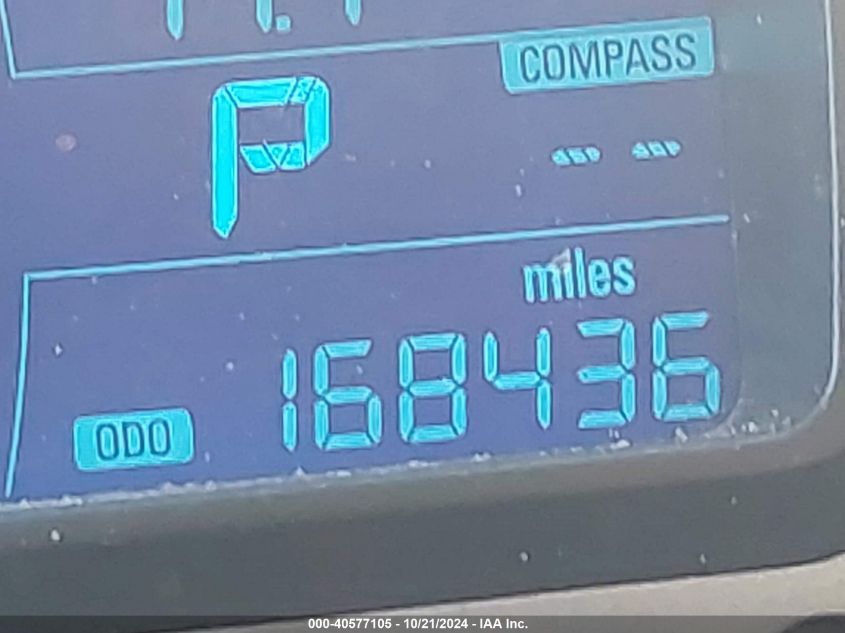 COMPASS
P
-- --
miles
ODO 168436
000-40577105 - 10/21/2024 - IAA Inc.